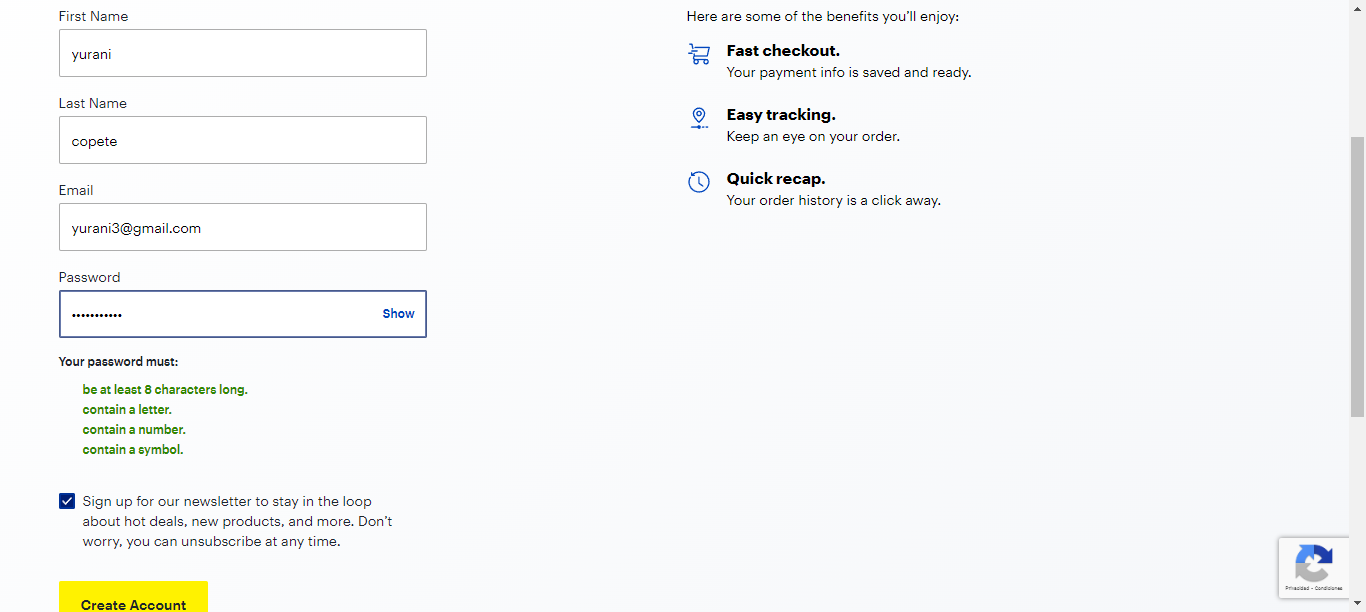 First Name
yurani
Last Name
copete
Email
yurani3@gmail.com
Password
•••••••••••
Show
Your password must:
be at least 8 characters long.
contain a letter.
contain a number.
contain a symbol.
Sign up for our newsletter to stay in the loop
about hot deals, new products, and more. Don't
worry, you can unsubscribe at any time.
Create Account
Here are some of the benefits you'll enjoy:
Fast checkout.
Your payment info is saved and ready.
Easy tracking.
Keep an eye on your order.
Quick recap.
Your order history is a click away.
Privacidad - Condiciones